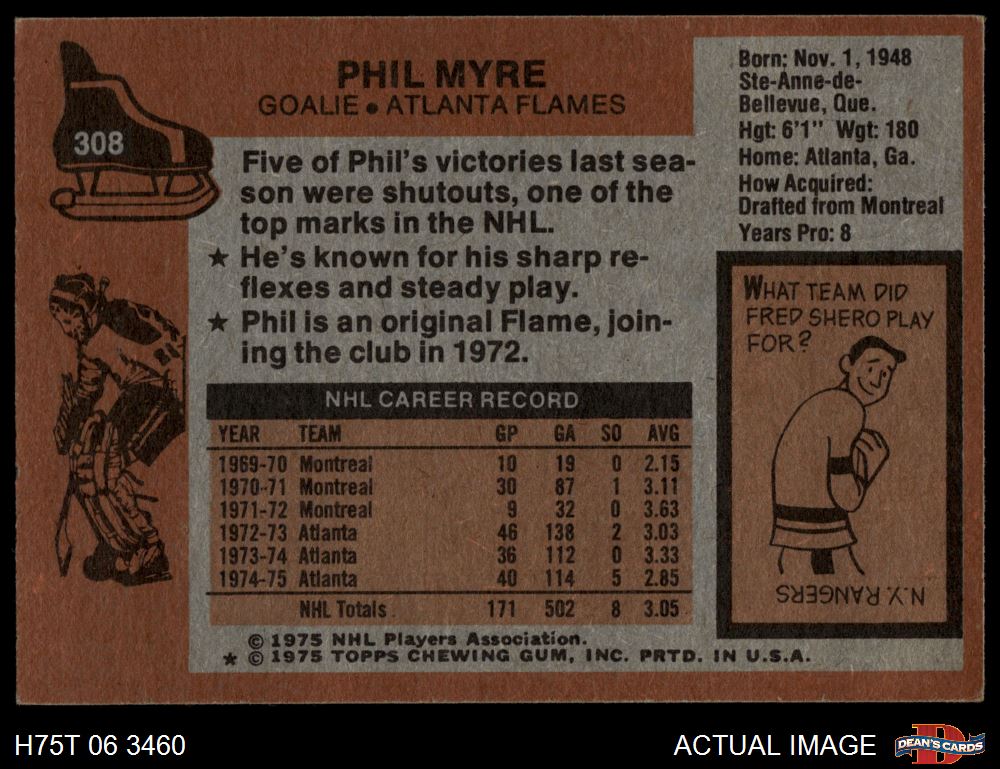 308
PHIL MYRE
GOALIE • ATLANTA FLAMES
Five of Phil's victories last sea-
son were shutouts, one of the
top marks in the NHL.
★ He's known for his sharp re-
flexes and steady play.
★ Phil is an original Flame, join-
ing the club in 1972.
NHL CAREER RECORD
YEAR TEAM GP GA SO AVG
1969-70 Montreal 10 19 0 2.15
1970-71 Montreal 30 87 1 3.11
1971-72 Montreal 9 32 0 3.63
1972-73 Atlanta 46 138 2 3.03
1973-74 Atlanta 36 112 0 3.33
1974-75 Atlanta 40 114 5 2.85
NHL Totals 171 502 8 3.05
© 1975 NHL Players Association.
★ © 1975 TOPPS CHEWING GUM, INC. PRTD. IN U.S.A.
Born: Nov. 1, 1948
Ste-Anne-de-
Bellevue, Que.
Hgt: 6'1" Wgt: 180
Home: Atlanta, Ga.
How Acquired:
Drafted from Montreal
Years Pro: 8
WHAT TEAM DID
FRED SHERO PLAY
FOR?
N.Y. RANGERS
H75T 06 3460
ACTUAL IMAGE
DEAN'S CARDS